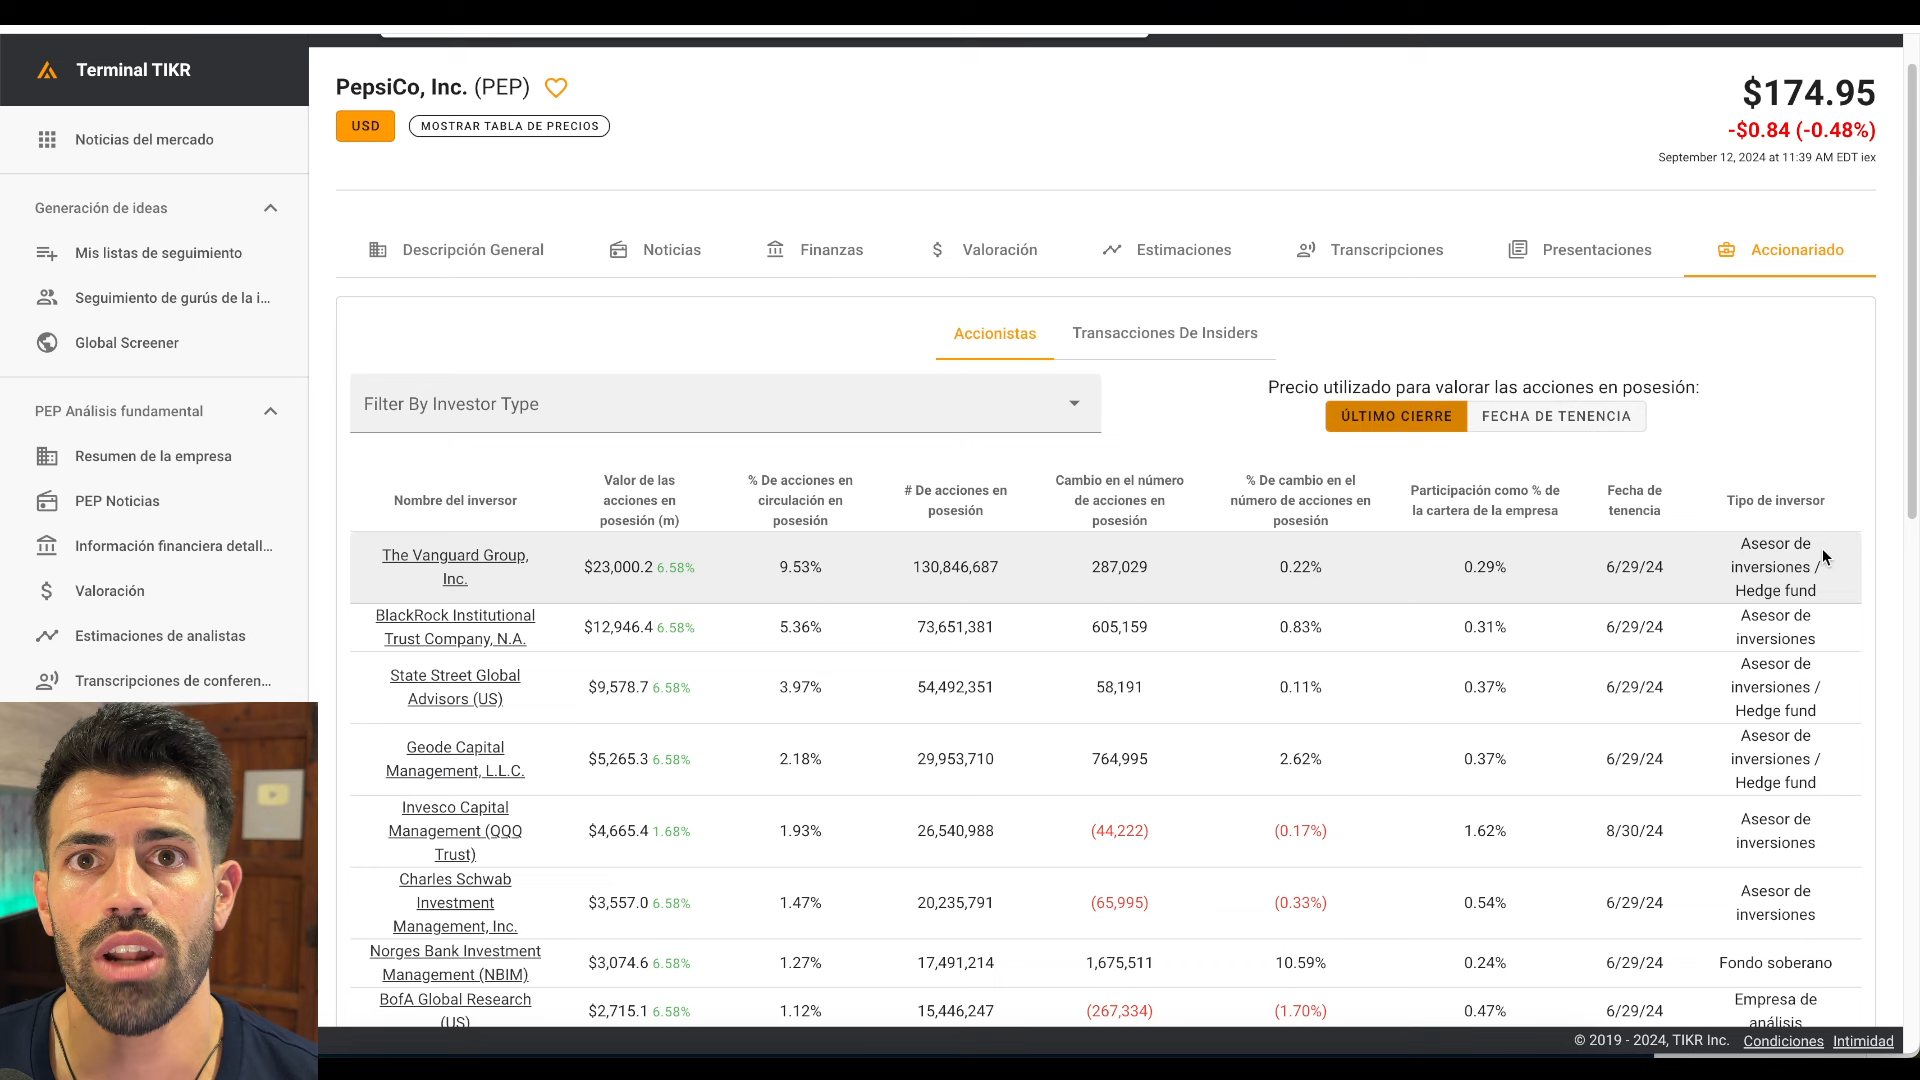 Terminal TIKR
Noticias del mercado
Generación de ideas
Mis listas de seguimiento
Seguimiento de gurús de la i...
Global Screener
PEP Análisis fundamental
Resumen de la empresa
PEP Noticias
Información financiera detall...
Valoración
Estimaciones de analistas
Transcripciones de conferen...
PepsiCo, Inc. (PEP)
USD
MOSTRAR TABLA DE PRECIOS
$174.95
-$0.84 (-0.48%)
September 12, 2024 at 11:39 AM EDT iex
Descripción General
Noticias
Finanzas
Valoración
Estimaciones
Transcripciones
Presentaciones
Accionariado
Accionistas
Transacciones De Insiders
Filter By Investor Type
Precio utilizado para valorar las acciones en posesión:
ÚLTIMO CIERRE
FECHA DE TENENCIA
Nombre del inversor
Valor de las
acciones en
posesión (m)
% De acciones en
circulación en
posesión
# De acciones en
posesión
Cambio en el número
de acciones en
posesión
% De cambio en el
número de acciones en
posesión
Participación como % de
la cartera de la empresa
Fecha de
tenencia
Tipo de inversor
The Vanguard Group,
Inc.
$23,000.2 6.58%
9.53%
130,846,687
287,029
0.22%
0.29%
6/29/24
Asesor de
inversiones /
Hedge fund
BlackRock Institutional
Trust Company, N.A.
$12,946.4 6.58%
5.36%
73,651,381
605,159
0.83%
0.31%
6/29/24
Asesor de
inversiones
State Street Global
Advisors (US)
$9,578.7 6.58%
3.97%
54,492,351
58,191
0.11%
0.37%
6/29/24
Asesor de
inversiones /
Hedge fund
Geode Capital
Management, L.L.C.
$5,265.3 6.58%
2.18%
29,953,710
764,995
2.62%
0.37%
6/29/24
Asesor de
inversiones /
Hedge fund
Invesco Capital
Management (QQQ
Trust)
$4,665.4 1.68%
1.93%
26,540,988
(44,222)
(0.17%)
1.62%
8/30/24
Asesor de
inversiones
Charles Schwab
Investment
Management, Inc.
$3,557.0 6.58%
1.47%
20,235,791
(65,995)
(0.33%)
0.54%
6/29/24
Asesor de
inversiones
Norges Bank Investment
Management (NBIM)
$3,074.6 6.58%
1.27%
17,491,214
1,675,511
10.59%
0.24%
6/29/24
Fondo soberano
BofA Global Research
(US)
$2,715.1 6.58%
1.12%
15,446,247
(267,334)
(1.70%)
0.47%
6/29/24
Empresa de
análisis
© 2019 - 2024, TIKR Inc. Condiciones Intimidad